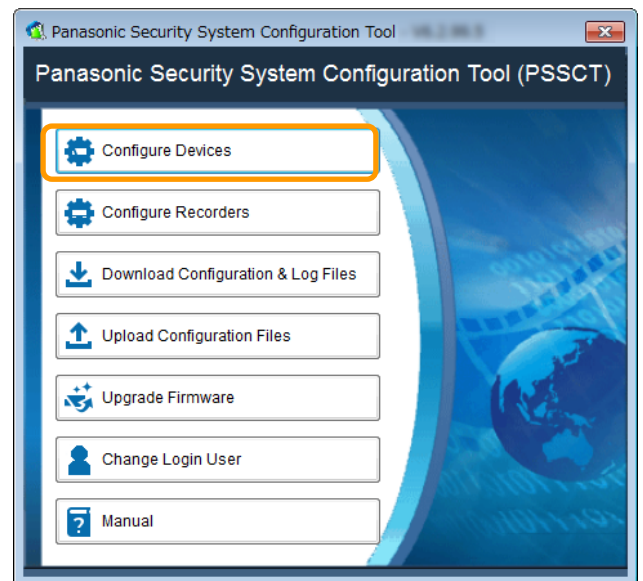 Panasonic Security System Configuration Tool
Panasonic Security System Configuration Tool (PSSCT)
Configure Devices
Configure Recorders
Download Configuration & Log Files
Upload Configuration Files
Upgrade Firmware
Change Login User
Manual